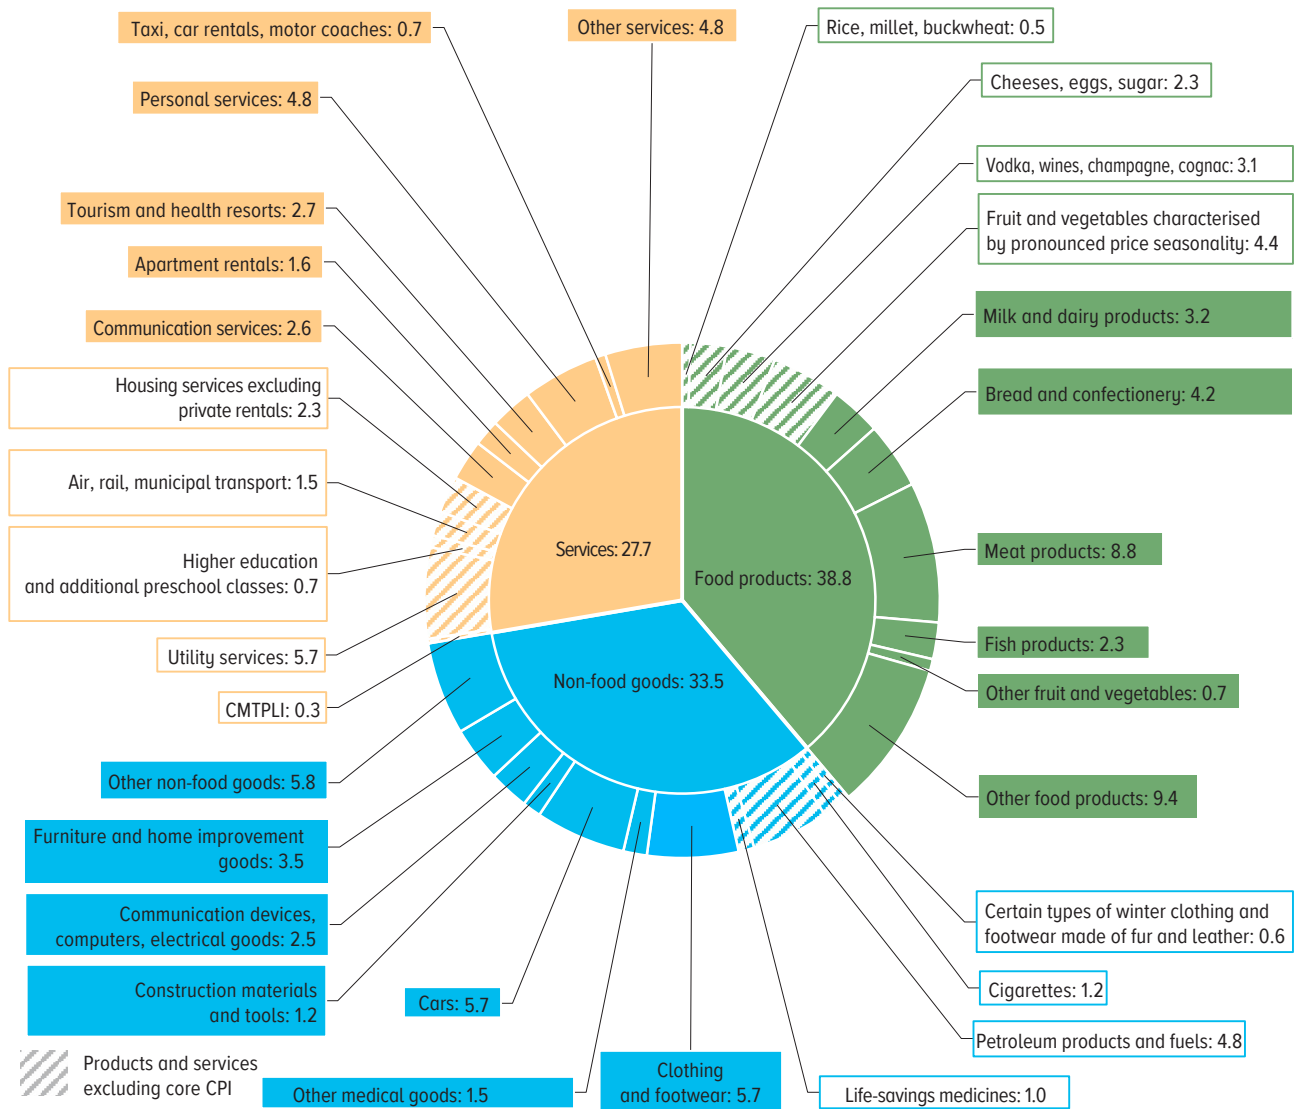 Taxi, car rentals, motor coaches: 0.7
Other services: 4.8
Rice, millet, buckwheat: 0.5
Personal services: 4.8
Cheeses, eggs, sugar: 2.3
Vodka, wines, champagne, cognac: 3.1
Tourism and health resorts: 2.7
Fruit and vegetables characterised
by pronounced price seasonality: 4.4
Apartment rentals: 1.6
Communication services: 2.6
Milk and dairy products: 3.2
Housing services excluding
private rentals: 2.3
Bread and confectionery: 4.2
Air, rail, municipal transport: 1.5
Higher education
and additional preschool classes: 0.7
Services: 27.7
Food products: 38.8
Meat products: 8.8
Utility services: 5.7
Fish products: 2.3
Non-food goods: 33.5
Other fruit and vegetables: 0.7
CMTPLI: 0.3
Other non-food goods: 5.8
Other food products: 9.4
Furniture and home improvement
goods: 3.5
Communication devices,
computers, electrical goods: 2.5
Certain types of winter clothing and
footwear made of fur and leather: 0.6
Construction materials
and tools: 1.2
Cars: 5.7
Cigarettes: 1.2
Petroleum products and fuels: 4.8
Products and services
excluding core CPI
Other medical goods: 1.5
Clothing
and footwear: 5.7
Life-savings medicines: 1.0